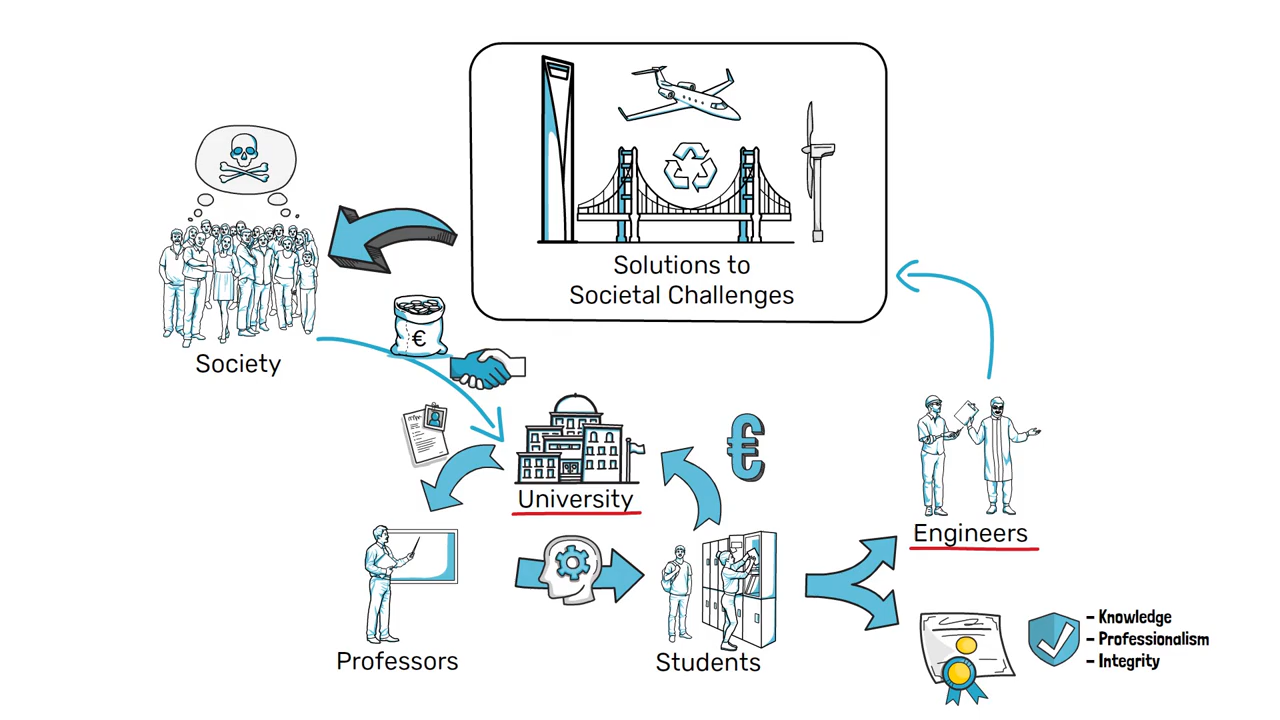 Solutions to
Societal Challenges
Society
€
€
University
Engineers
Professors
Students
- Knowledge
- Professionalism
- Integrity